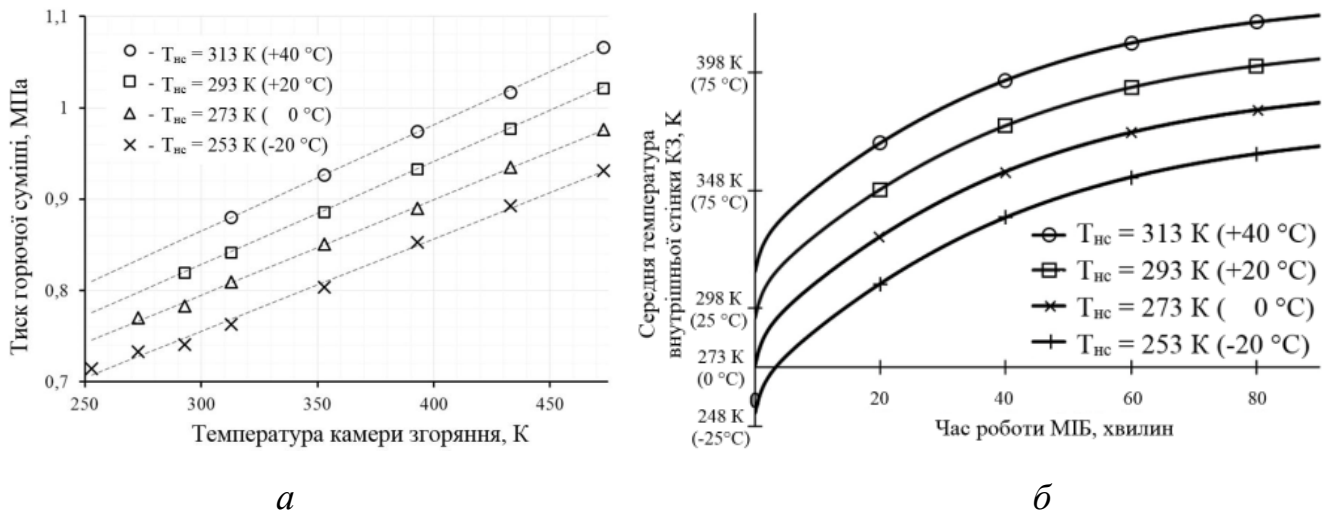 Тиск горючої суміші, МПа
1,1
1
0,9
0,8
0,7
250
300
350
400
450
Температура камери згоряння, К
- Tнс = 313 К (+40 °C)
- Tнс = 293 К (+20 °C)
- Tнс = 273 К ( 0 °C)
- Tнс = 253 К (-20 °C)
а
Середня температура
внутрішньої стінки КЗ, К
398 К
(75 °C)
348 К
(75 °C)
298 К
(25 °C)
273 К
(0 °C)
248 К
(-25°C)
20
40
60
80
Час роботи МІБ, хвилин
Tнс = 313 К (+40 °C)
Tнс = 293 К (+20 °C)
Tнс = 273 К ( 0 °C)
Tнс = 253 К (-20 °C)
б